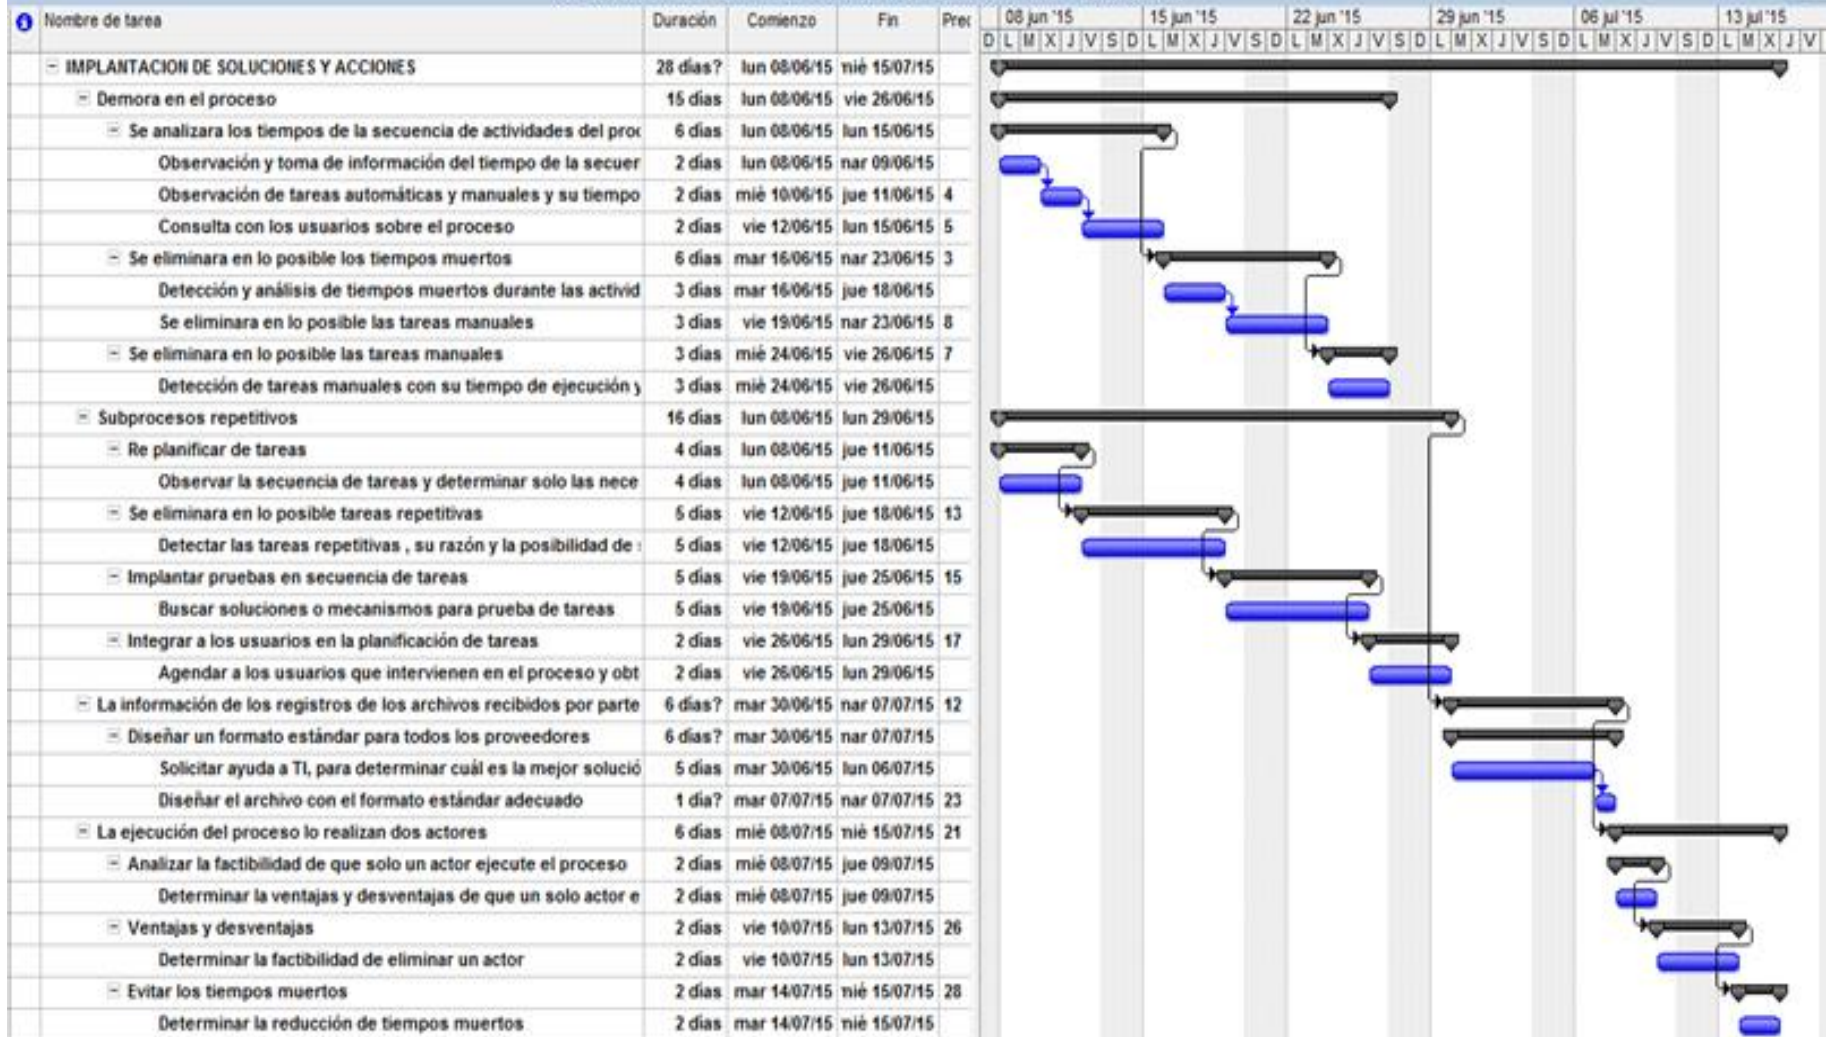 Nombre de tarea Duración Comienzo Fin Prec 08 jun '15 15 jun '15 22 jun '15 29 jun '15 06 jul '15 13 jul '15
D L M X J V S D L M X J V S D L M X J V S D L M X J V S D L M X J V S D L M X J V
IMPLANTACION DE SOLUCIONES Y ACCIONES 28 días? lun 08/06/15 mié 15/07/15
Demora en el proceso 15 días lun 08/06/15 vie 26/06/15
Se analizara los tiempos de la secuencia de actividades del proc 6 días lun 08/06/15 lun 15/06/15
Observación y toma de información del tiempo de la secuer 2 días lun 08/06/15 mar 09/06/15
Observación de tareas automáticas y manuales y su tiempo 2 días mié 10/06/15 jue 11/06/15 4
Consulta con los usuarios sobre el proceso 2 días vie 12/06/15 lun 15/06/15 5
Se eliminara en lo posible los tiempos muertos 6 días mar 16/06/15 mar 23/06/15 3
Detección y análisis de tiempos muertos durante las activid 3 días mar 16/06/15 jue 18/06/15
Se eliminara en lo posible las tareas manuales 3 días vie 19/06/15 mar 23/06/15 8
Se eliminara en lo posible las tareas manuales 3 días mié 24/06/15 vie 26/06/15 7
Detección de tareas manuales con su tiempo de ejecución y 3 días mié 24/06/15 vie 26/06/15
Subprocesos repetitivos 16 días lun 08/06/15 lun 29/06/15
Re planificar de tareas 4 días lun 08/06/15 jue 11/06/15
Observar la secuencia de tareas y determinar solo las nece 4 días lun 08/06/15 jue 11/06/15
Se eliminara en lo posible tareas repetitivas 5 días vie 12/06/15 jue 18/06/15 13
Detectar las tareas repetitivas , su razón y la posibilidad de 5 días vie 12/06/15 jue 18/06/15
Implantar pruebas en secuencia de tareas 5 días vie 19/06/15 jue 25/06/15 15
Buscar soluciones o mecanismos para prueba de tareas 5 días vie 19/06/15 jue 25/06/15
Integrar a los usuarios en la planificación de tareas 2 días vie 26/06/15 lun 29/06/15 17
Agendar a los usuarios que intervienen en el proceso y obt 2 días vie 26/06/15 lun 29/06/15
La información de los registros de los archivos recibidos por parte 6 días? mar 30/06/15 mar 07/07/15 12
Diseñar un formato estándar para todos los proveedores 6 días? mar 30/06/15 mar 07/07/15
Solicitar ayuda a TI, para determinar cuál es la mejor solució 5 días mar 30/06/15 lun 06/07/15
Diseñar el archivo con el formato estándar adecuado 1 día? mar 07/07/15 mar 07/07/15 23
La ejecución del proceso lo realizan dos actores 6 días mié 08/07/15 mié 15/07/15 21
Analizar la factibilidad de que solo un actor ejecute el proceso 2 días mié 08/07/15 jue 09/07/15
Determinar la ventajas y desventajas de que un solo actor e 2 días mié 08/07/15 jue 09/07/15
Ventajas y desventajas 2 días vie 10/07/15 lun 13/07/15 26
Determinar la factibilidad de eliminar un actor 2 días vie 10/07/15 lun 13/07/15
Evitar los tiempos muertos 2 días mar 14/07/15 mié 15/07/15 28
Determinar la reducción de tiempos muertos 2 días mar 14/07/15 mié 15/07/15